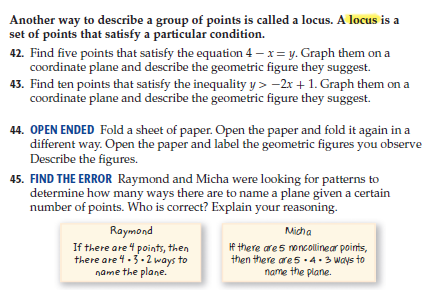 Another way to describe a group of points is called a locus. A locus is a
set of points that satisfy a particular condition.
42. Find five points that satisfy the equation 4 − x = y. Graph them on a
coordinate plane and describe the geometric figure they suggest.
43. Find ten points that satisfy the inequality y > −2x + 1. Graph them on a
coordinate plane and describe the geometric figure they suggest.
44. OPEN ENDED Fold a sheet of paper. Open the paper and fold it again in a
different way. Open the paper and label the geometric figures you observe
Describe the figures.
45. FIND THE ERROR Raymond and Micha were looking for patterns to
determine how many ways there are to name a plane given a certain
number of points. Who is correct? Explain your reasoning.
Raymond
If there are 4 points, then
there are 4 • 3 • 2 ways to
name the plane.
Micha
If there are 5 noncollinear points,
then there are 5 • 4 • 3 ways to
name the plane.